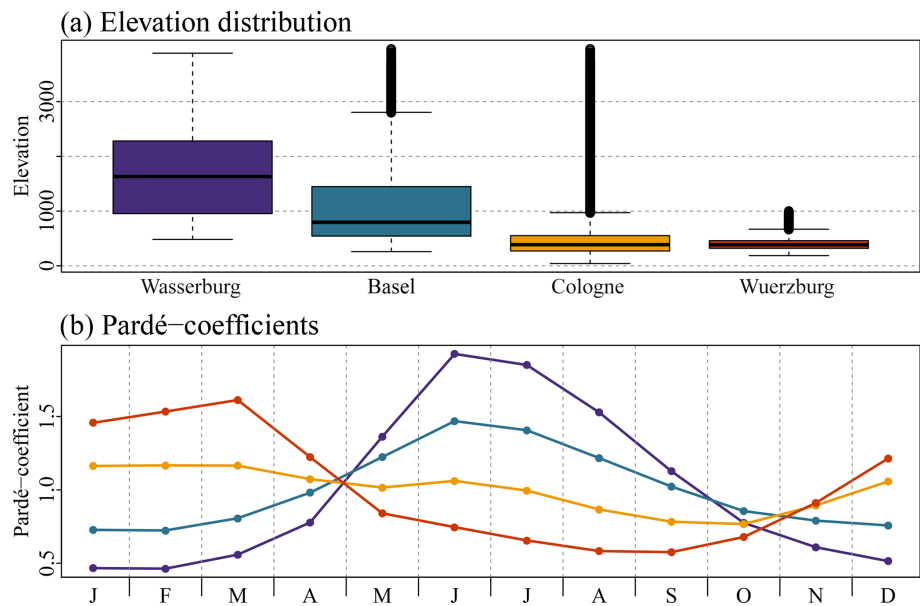 (a) Elevation distribution
Elevation
3000
1000
0
Wasserburg Basel Cologne Wuerzburg
(b) Pardé−coefficients
Pardé−coefficient
1.5
1.0
0.5
J F M A M J J A S O N D